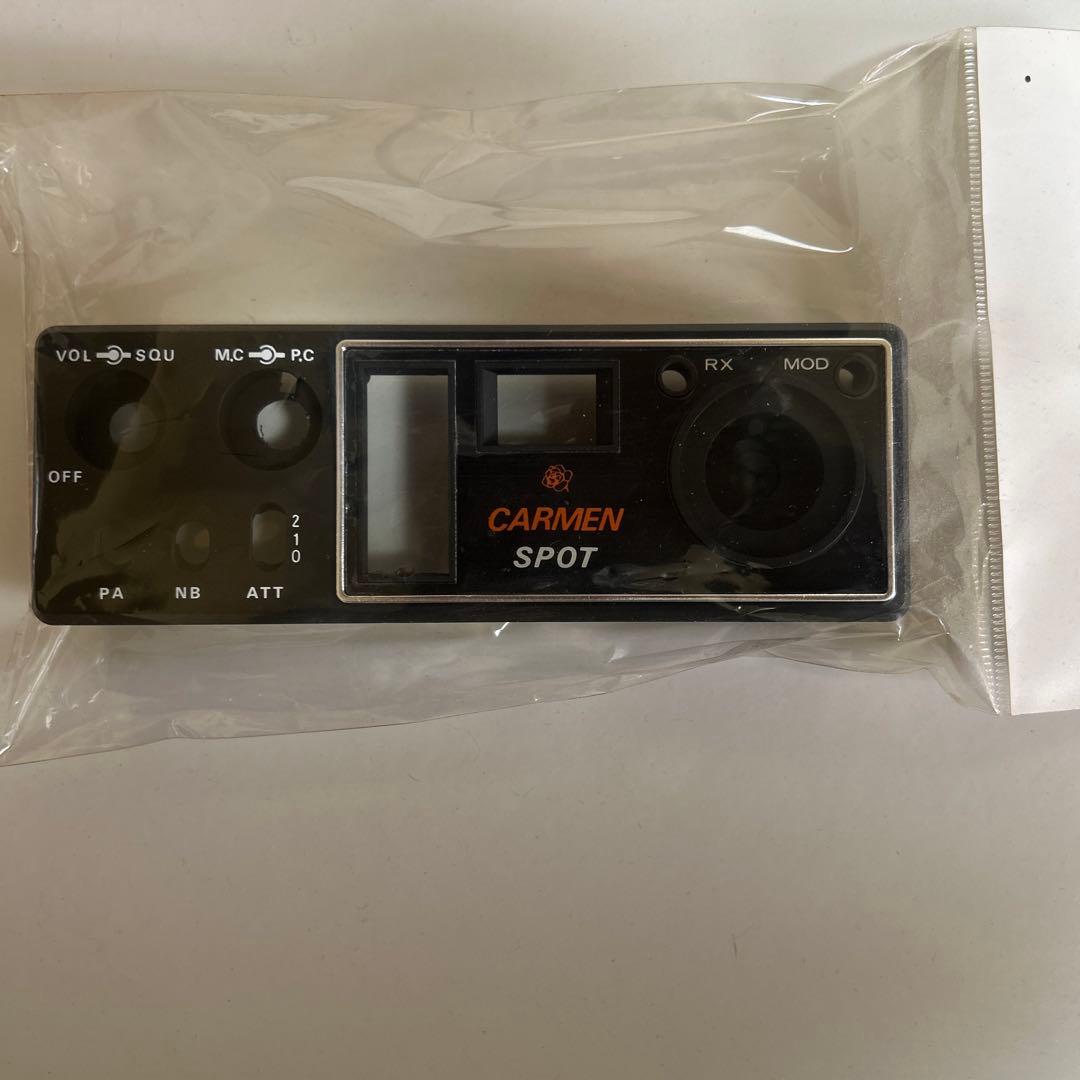 VOL SQU
M.C P.C
OFF
2
1
0
PA NB ATT
RX MOD
CARMEN
SPOT